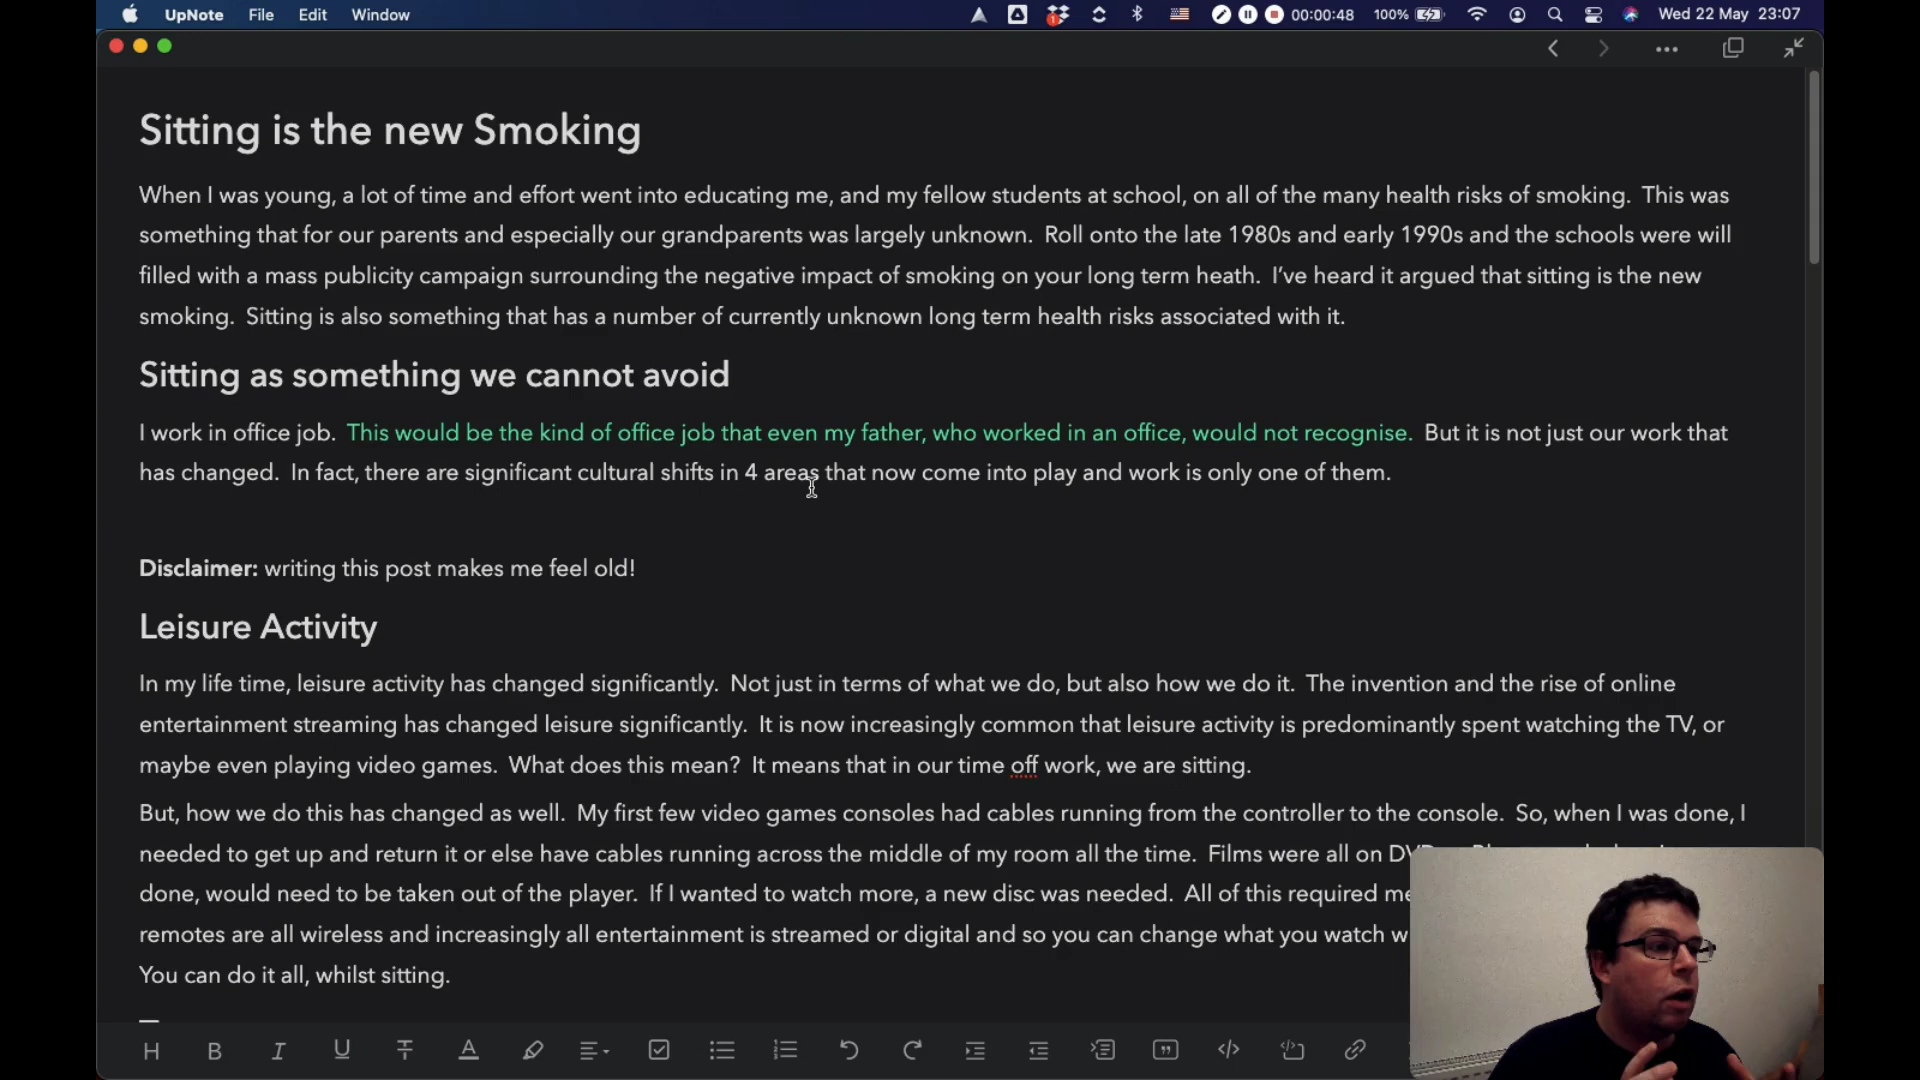 UpNote File Edit Window 1 00:00:48 100% Wed 22 May 23:07
Sitting is the new Smoking
When I was young, a lot of time and effort went into educating me, and my fellow students at school, on all of the many health risks of smoking. This was
something that for our parents and especially our grandparents was largely unknown. Roll onto the late 1980s and early 1990s and the schools were will
filled with a mass publicity campaign surrounding the negative impact of smoking on your long term heath. I've heard it argued that sitting is the new
smoking. Sitting is also something that has a number of currently unknown long term health risks associated with it.
Sitting as something we cannot avoid
I work in office job. This would be the kind of office job that even my father, who worked in an office, would not recognise. But it is not just our work that
has changed. In fact, there are significant cultural shifts in 4 areas that now come into play and work is only one of them.
Disclaimer: writing this post makes me feel old!
Leisure Activity
In my life time, leisure activity has changed significantly. Not just in terms of what we do, but also how we do it. The invention and the rise of online
entertainment streaming has changed leisure significantly. It is now increasingly common that leisure activity is predominantly spent watching the TV, or
maybe even playing video games. What does this mean? It means that in our time off work, we are sitting.
But, how we do this has changed as well. My first few video games consoles had cables running from the controller to the console. So, when I was done, I
needed to get up and return it or else have cables running across the middle of my room all the time. Films were all on
done, would need to be taken out of the player. If I wanted to watch more, a new disc was needed. All of this required
remotes are all wireless and increasingly all entertainment is streamed or digital and so you can change what you watch
You can do it all, whilst sitting.
H B I U T A